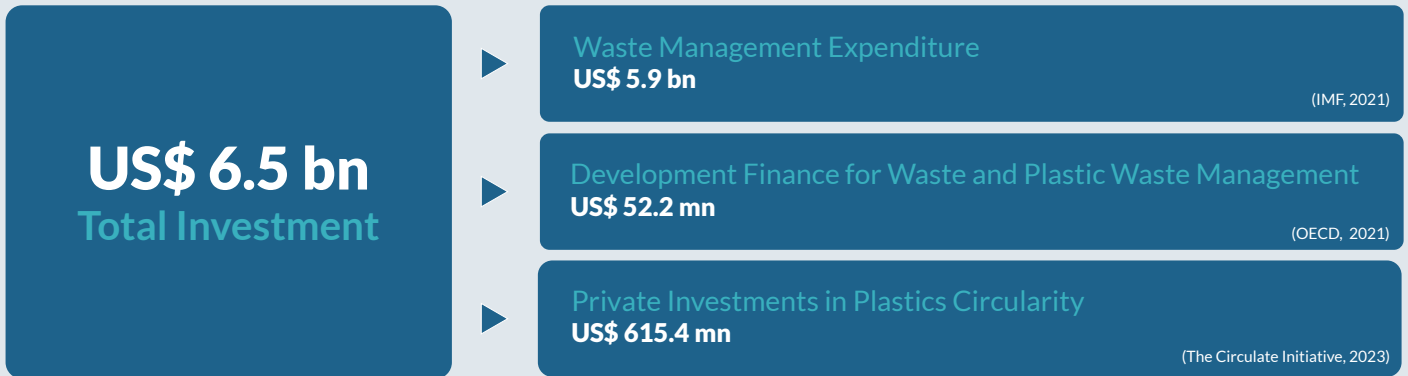 US$ 6.5 bn
Total Investment
Waste Management Expenditure
US$ 5.9 bn
(IMF, 2021)
Development Finance for Waste and Plastic Waste Management
US$ 52.2 mn
(OECD, 2021)
Private Investments in Plastics Circularity
US$ 615.4 mn
(The Circulate Initiative, 2023)